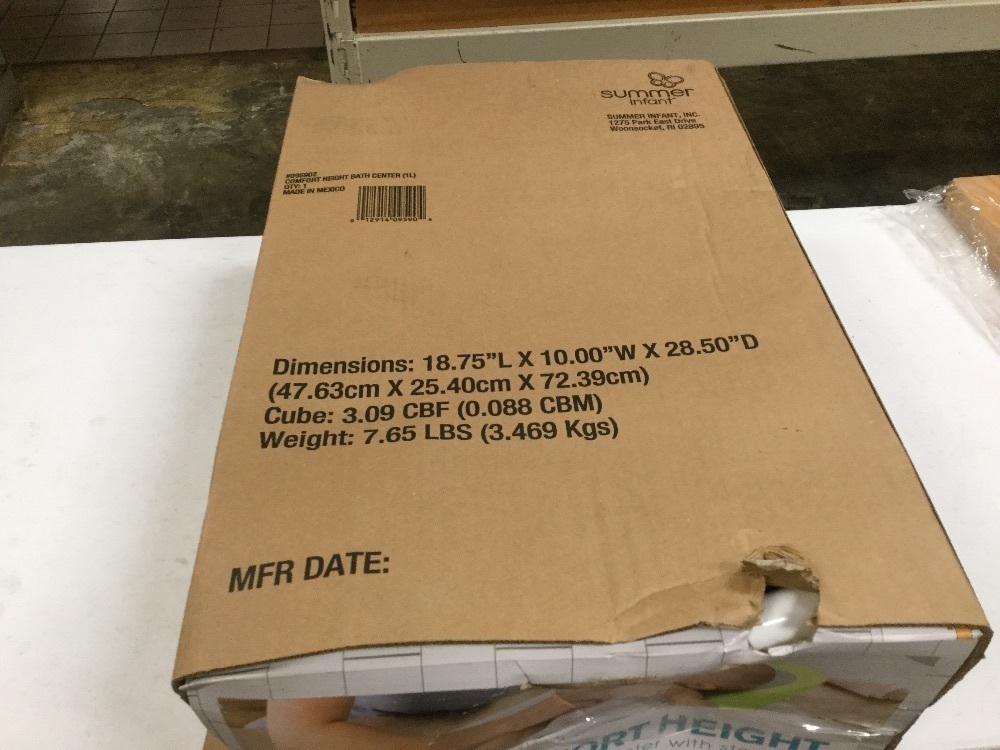 summer
infant
SUMMER INFANT, INC.
1275 Park East Drive
Woonsocket, RI 02895
COMFORT HEIGHT BATH CENTER (1L)
QTY: 1
MADE IN MEXICO
Dimensions: 18.75”L X 10.00”W X 28.50”D
(47.63cm X 25.40cm X 72.39cm)
Cube: 3.09 CBF (0.088 CBM)
Weight: 7.65 LBS (3.469 Kgs)
MFR DATE:
ORT HEIGHT
with